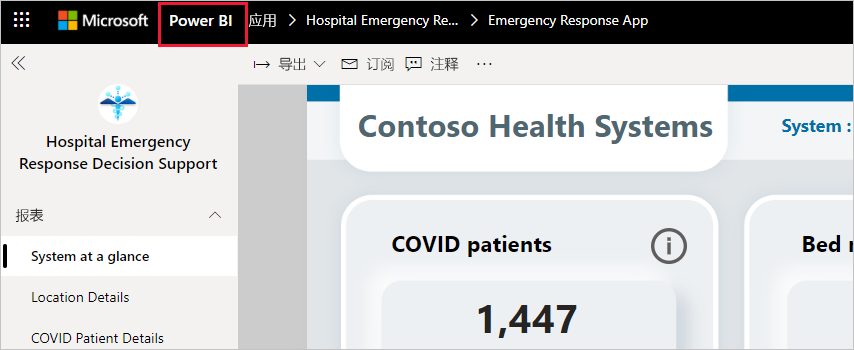 Microsoft Power BI 应用 > Hospital Emergency Re... > Emergency Response App
导出 订阅 注释 ...
Hospital Emergency
Response Decision Support
报表
System at a glance
Location Details
COVID Patient Details
Contoso Health Systems
System :
COVID patients
1,447
Bed